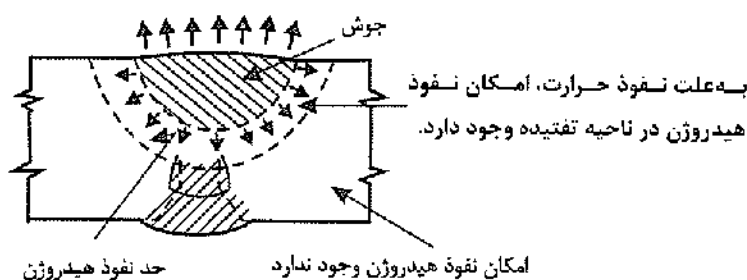 جوش
به‌علت نفوذ حرارت، امکان نفوذ
هیدروژن در ناحیه تفتیده وجود دارد.
امکان نفوذ هیدروژن وجود ندارد
حد نفوذ هیدروژن